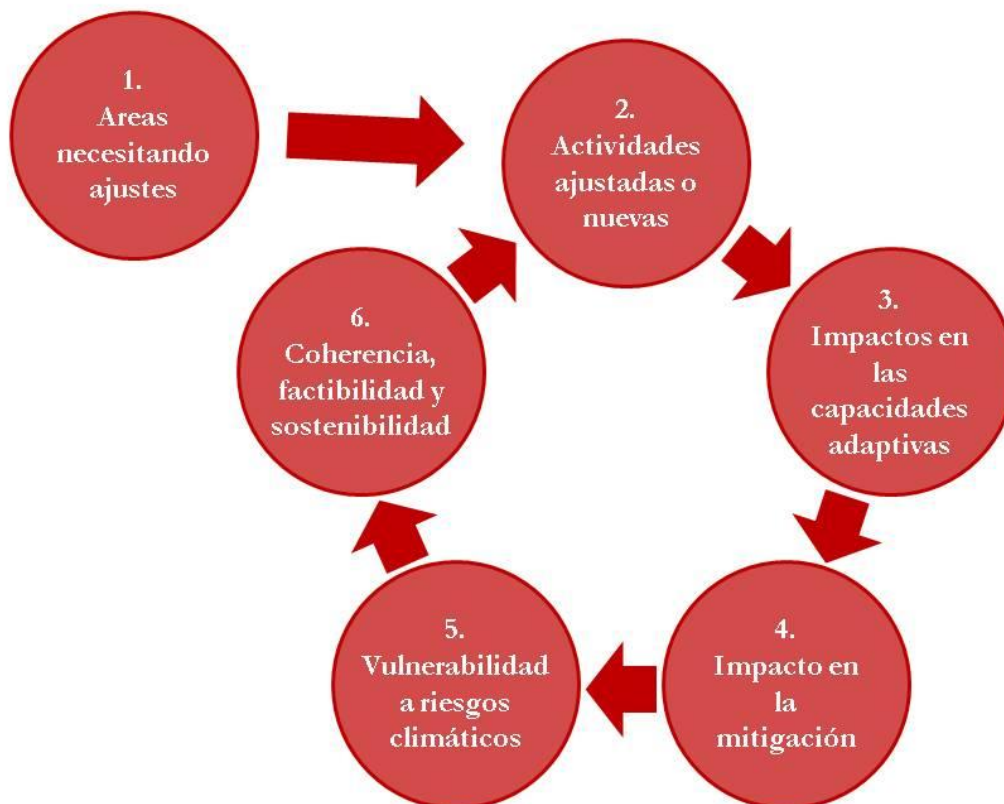 1.
Areas
necesitando
ajustes
2.
Actividades
ajustadas o
nuevas
3.
Impactos en
las
capacidades
adaptivas
4.
Impacto en
la
mitigación
5.
Vulnerabilidad
a riesgos
climáticos
6.
Coherencia,
factibilidad y
sostenibilidad